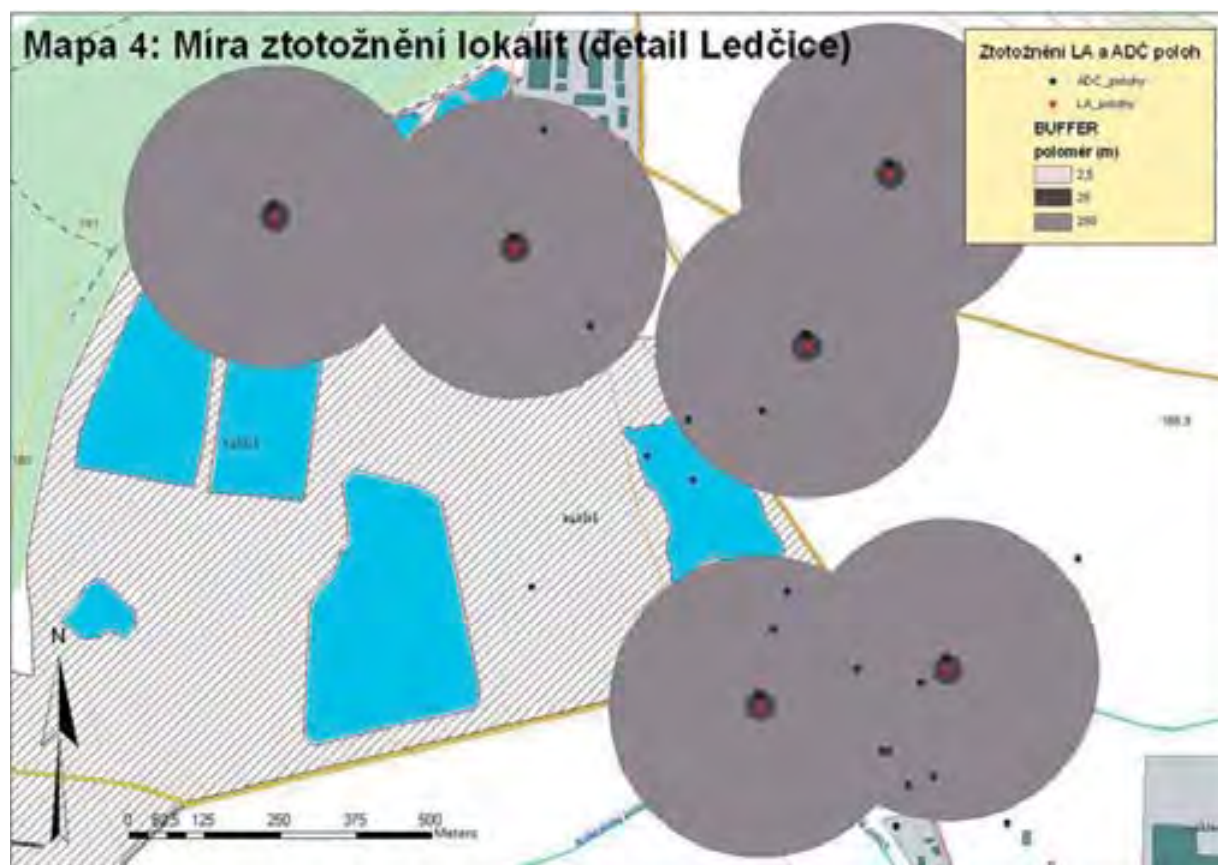 Mapa 4: Míra ztotožnění lokalit (detail Ledčice)
Ztotožnění LA a ADČ poloh
ADČ_polohy
LA_polohy
BUFFER
poloměr (m)
2,5
25
250
kaliště
N
0 62,5 125 250 375 500
Meters